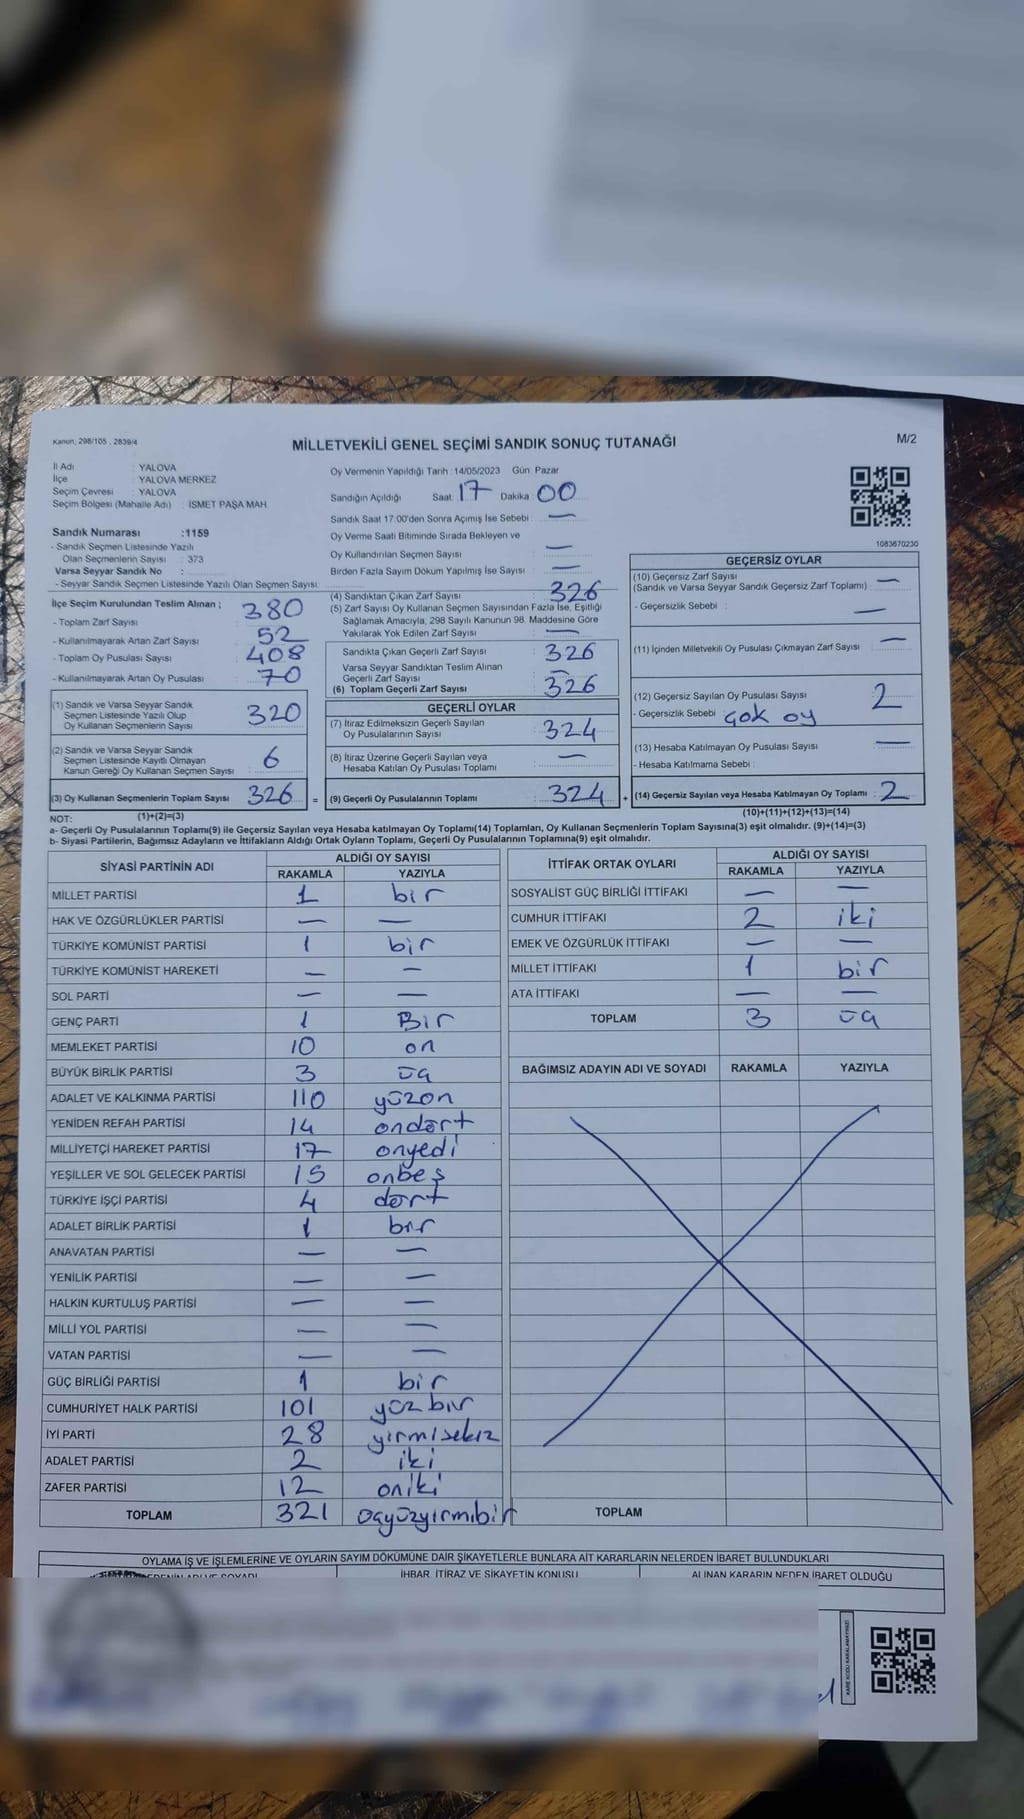 Kanun, 298/105 , 2839/4
MİLLETVEKİLİ GENEL SEÇİMİ SANDIK SONUÇ TUTANAĞI
M/2
İl Adı : YALOVA
İlçe : YALOVA MERKEZ
Seçim Çevresi : YALOVA
Seçim Bölgesi (Mahalle Adı) : İSMET PAŞA MAH.
Sandık Numarası :1159
- Sandık Seçmen Listesinde Yazılı
Olan Seçmenlerin Sayısı : 373
Varsa Seyyar Sandık No :
- Seyyar Sandık Seçmen Listesinde Yazılı Olan Seçmen Sayısı:
Oy Vermenin Yapıldığı Tarih :14/05/2023 Gün: Pazar
Sandığın Açıldığı Saat 17 Dakika 00
Sandık Saat 17:00'den Sonra Açımış İse Sebebi : —
Oy Verme Saati Bitiminde Sırada Bekleyen ve
Oy Kullandırılan Seçmen Sayısı : —
Birden Fazla Sayım Döküm Yapılmış İse Sayısı : —
1083670230
İlçe Seçim Kurulundan Teslim Alınan ;
- Toplam Zarf Sayısı : 380
- Kullanılmayarak Artan Zarf Sayısı : 52
- Toplam Oy Pusulası Sayısı : 408
- Kullanılmayarak Artan Oy Pusulası : 70
(1) Sandık ve Varsa Seyyar Sandık
Seçmen Listesinde Yazılı Olup
Oy Kullanan Seçmenlerin Sayısı : 320
(2) Sandık ve Varsa Seyyar Sandık
Seçmen Listesinde Kayıtlı Olmayan
Kanun Gereği Oy Kullanan Seçmen Sayısı : 6
(3) Oy Kullanan Seçmenlerin Toplam Sayısı : 326 =
(1)+(2)=(3)
(4) Sandıktan Çıkan Zarf Sayısı : 326
(5) Zarf Sayısı Oy Kullanan Seçmen Sayısından Fazla İse, Eşitliği
Sağlamak Amacıyla, 298 Sayılı Kanunun 98. Maddesine Göre
Yakılarak Yok Edilen Zarf Sayısı : —
Sandıkta Çıkan Geçerli Zarf Sayısı : 326
Varsa Seyyar Sandıktan Teslim Alınan
Geçerli Zarf Sayısı : —
(6) Toplam Geçerli Zarf Sayısı : 326
GEÇERLİ OYLAR
(7) İtiraz Edilmeksizin Geçerli Sayılan
Oy Pusulalarının Sayısı : 324
(8) İtiraz Üzerine Geçerli Sayılan veya
Hesaba Katılan Oy Pusulası Toplamı : —
(9) Geçerli Oy Pusulalarının Toplamı : 324 +
GEÇERSİZ OYLAR
(10) Geçersiz Zarf Sayısı
(Sandık ve Varsa Seyyar Sandık Geçersiz Zarf Toplamı) : —
- Geçersizlik Sebebi : —
(11) İçinden Milletvekili Oy Pusulası Çıkmayan Zarf Sayısı : —
(12) Geçersiz Sayılan Oy Pusulası Sayısı : 2
- Geçersizlik Sebebi : Çok oy
(13) Hesaba Katılmayan Oy Pusulası Sayısı : —
- Hesaba Katılmama Sebebi :
(14) Geçersiz Sayılan veya Hesaba Katılmayan Oy Toplamı : 2
(10)+(11)+(12)+(13)=(14)
NOT:
a- Geçerli Oy Pusulalarının Toplamı(9) ile Geçersiz Sayılan veya Hesaba katılmayan Oy Toplamı(14) Toplamları, Oy Kullanan Seçmenlerin Toplam Sayısına(3) eşit olmalıdır. (9)+(14)=(3)
b- Siyasi Partilerin, Bağımsız Adayların ve İttifakların Aldığı Ortak Oyların Toplamı, Geçerli Oy Pusulalarının Toplamına(9) eşit olmalıdır.
SİYASİ PARTİNİN ADI ALDIĞI OY SAYISI
RAKAMLA YAZIYLA
MİLLET PARTİSİ 1 bir
HAK VE ÖZGÜRLÜKLER PARTİSİ — —
TÜRKİYE KOMÜNİST PARTİSİ 1 bir
TÜRKİYE KOMÜNİST HAREKETİ — —
SOL PARTİ — —
GENÇ PARTİ 1 Bir
MEMLEKET PARTİSİ 10 on
BÜYÜK BİRLİK PARTİSİ 3 üç
ADALET VE KALKINMA PARTİSİ 110 yüzon
YENİDEN REFAH PARTİSİ 14 ondört
MİLLİYETÇİ HAREKET PARTİSİ 17 onyedi
YEŞİLLER VE SOL GELECEK PARTİSİ 15 onbeş
TÜRKİYE İŞÇİ PARTİSİ 4 dört
ADALET BİRLİK PARTİSİ 1 bir
ANAVATAN PARTİSİ — —
YENİLİK PARTİSİ — —
HALKIN KURTULUŞ PARTİSİ — —
MİLLİ YOL PARTİSİ — —
VATAN PARTİSİ — —
GÜÇ BİRLİĞİ PARTİSİ 1 bir
CUMHURİYET HALK PARTİSİ 101 yüzbir
İYİ PARTİ 28 yirmisekiz
ADALET PARTİSİ 2 iki
ZAFER PARTİSİ 12 oniki
TOPLAM 321 üçyüzyirmibir
İTTİFAK ORTAK OYLARI ALDIĞI OY SAYISI
RAKAMLA YAZIYLA
SOSYALİST GÜÇ BİRLİĞİ İTTİFAKI — —
CUMHUR İTTİFAKI 2 iki
EMEK VE ÖZGÜRLÜK İTTİFAKI — —
MİLLET İTTİFAKI 1 bir
ATA İTTİFAKI — —
TOPLAM 3 üç
BAĞIMSIZ ADAYIN ADI VE SOYADI RAKAMLA YAZIYLA
TOPLAM
OYLAMA İŞ VE İŞLEMLERİNE VE OYLARIN SAYIM DÖKÜMÜNE DAİR ŞİKAYETLERLE BUNLARA AİT KARARLARIN NELERDEN İBARET BULUNDUKLARI
İHBAR, İTİRAZ VE ŞİKAYETİN KONUSU ALINAN KARARIN NEDEN İBARET OLDUĞU
KARE KODU KARALAMAYINIZ!